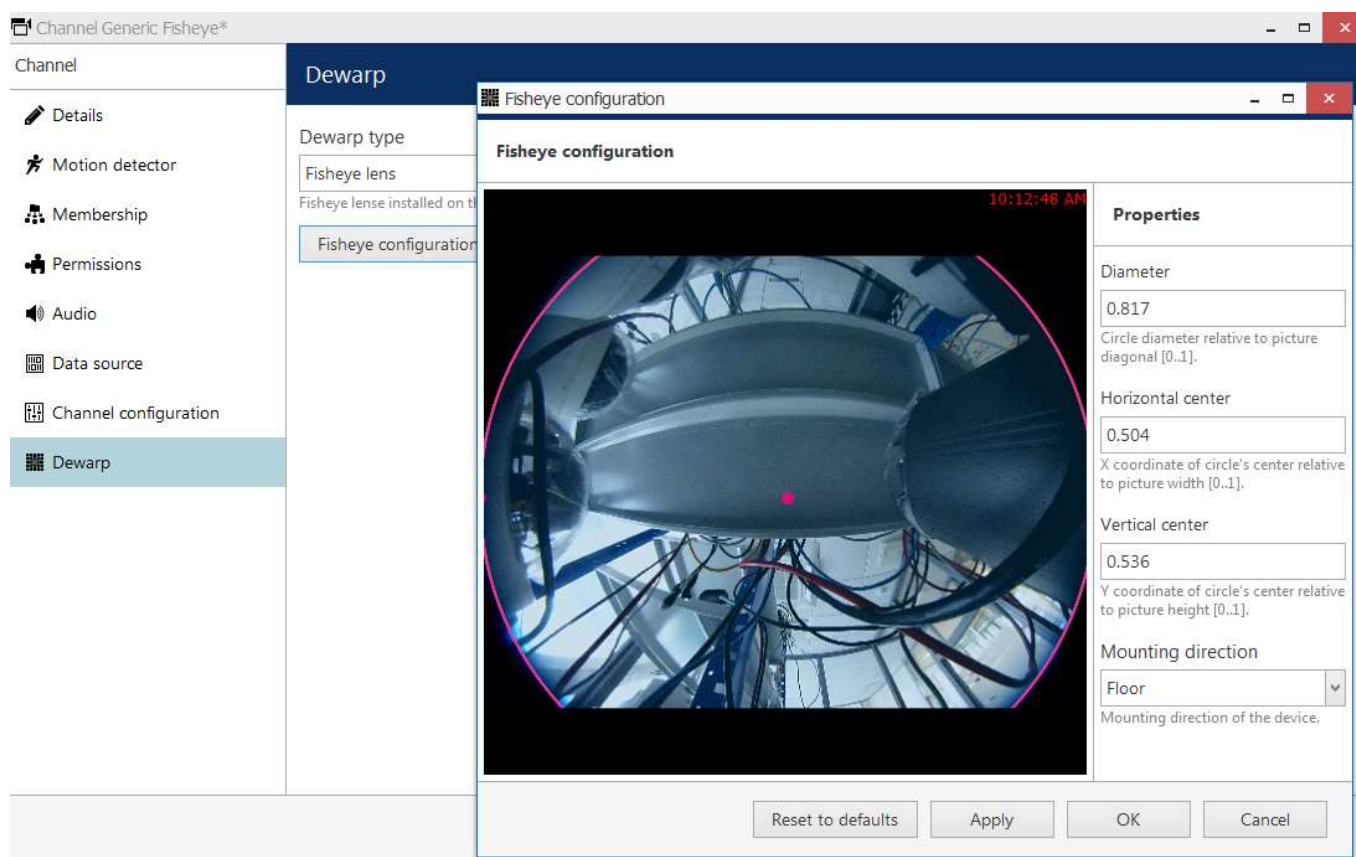 Channel Generic Fisheye*
Channel
Details
Motion detector
Membership
Permissions
Audio
Data source
Channel configuration
Dewarp
Dewarp
Dewarp type
Fisheye lens
Fisheye lense installed on
Fisheye configuration
Fisheye configuration
Fisheye configuration
10:12:48 AM
Properties
Diameter
0.817
Circle diameter relative to picture
diagonal [0..1].
Horizontal center
0.504
X coordinate of circle's center relative
to picture width [0..1].
Vertical center
0.536
Y coordinate of circle's center relative
to picture height [0..1].
Mounting direction
Floor
Mounting direction of the device.
Reset to defaults
Apply
OK
Cancel